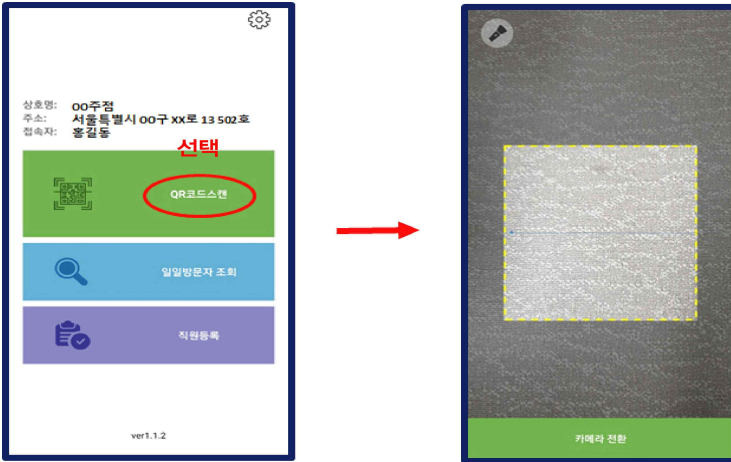 상호명: OO주점
주소: 서울특별시 OO구 XX로 13 502호
접속자: 홍길동
선택
QR코드스캔
일일방문자 조회
직원등록
ver1.1.2
카메라 전환